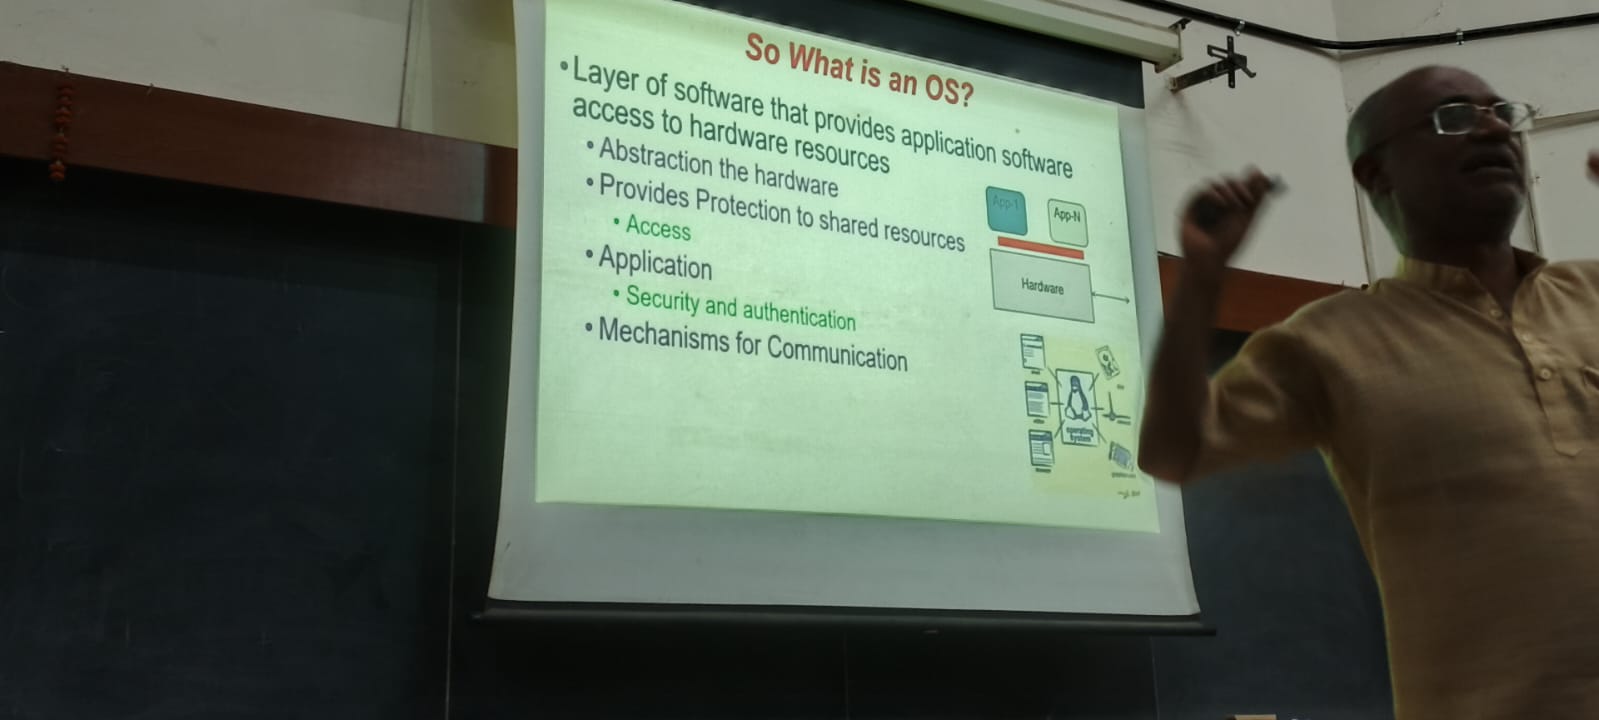 So What is an OS?
• Layer of software that provides application software
access to hardware resources
• Abstraction the hardware
• Provides Protection to shared resources
• Access
• Application
• Security and authentication
• Mechanisms for Communication
App-1
App-N
Hardware
operating
system